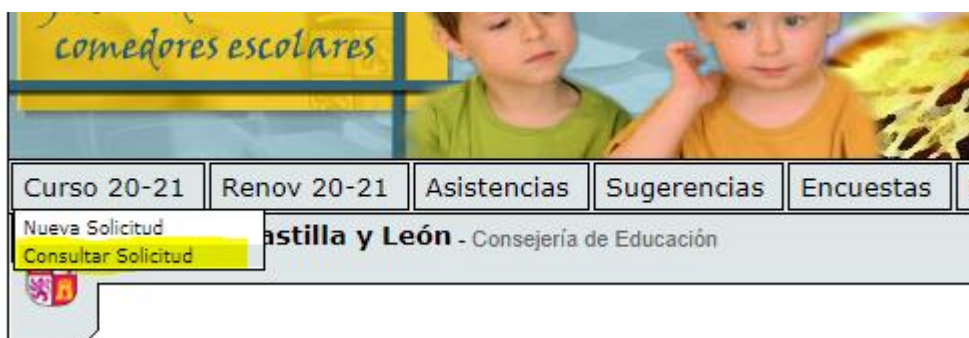 comedores escolares
Curso 20-21 Renov 20-21 Asistencias Sugerencias Encuestas
Nueva Solicitud
astilla y León - Consejería de Educación
Consultar Solicitud